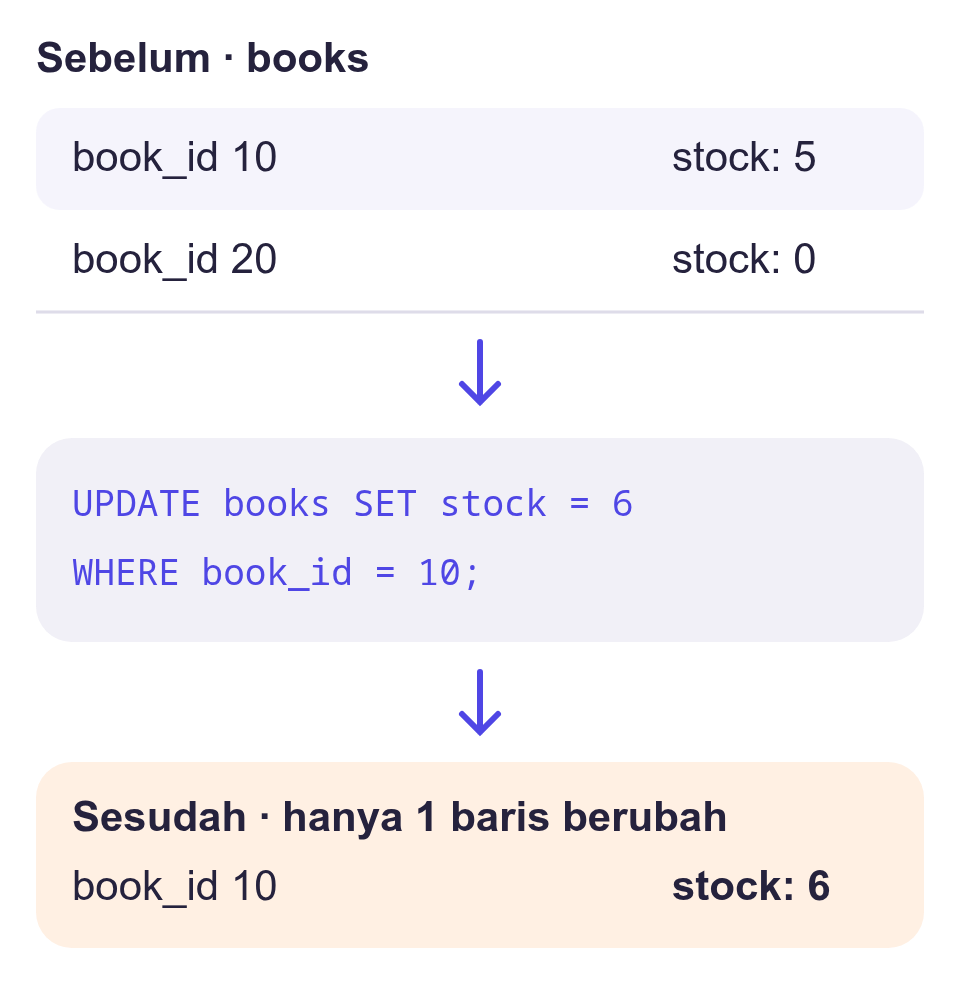 Sebelum · books
book_id 10 stock: 5
book_id 20 stock: 0
UPDATE books SET stock = 6
WHERE book_id = 10;
Sesudah · hanya 1 baris berubah
book_id 10 stock: 6